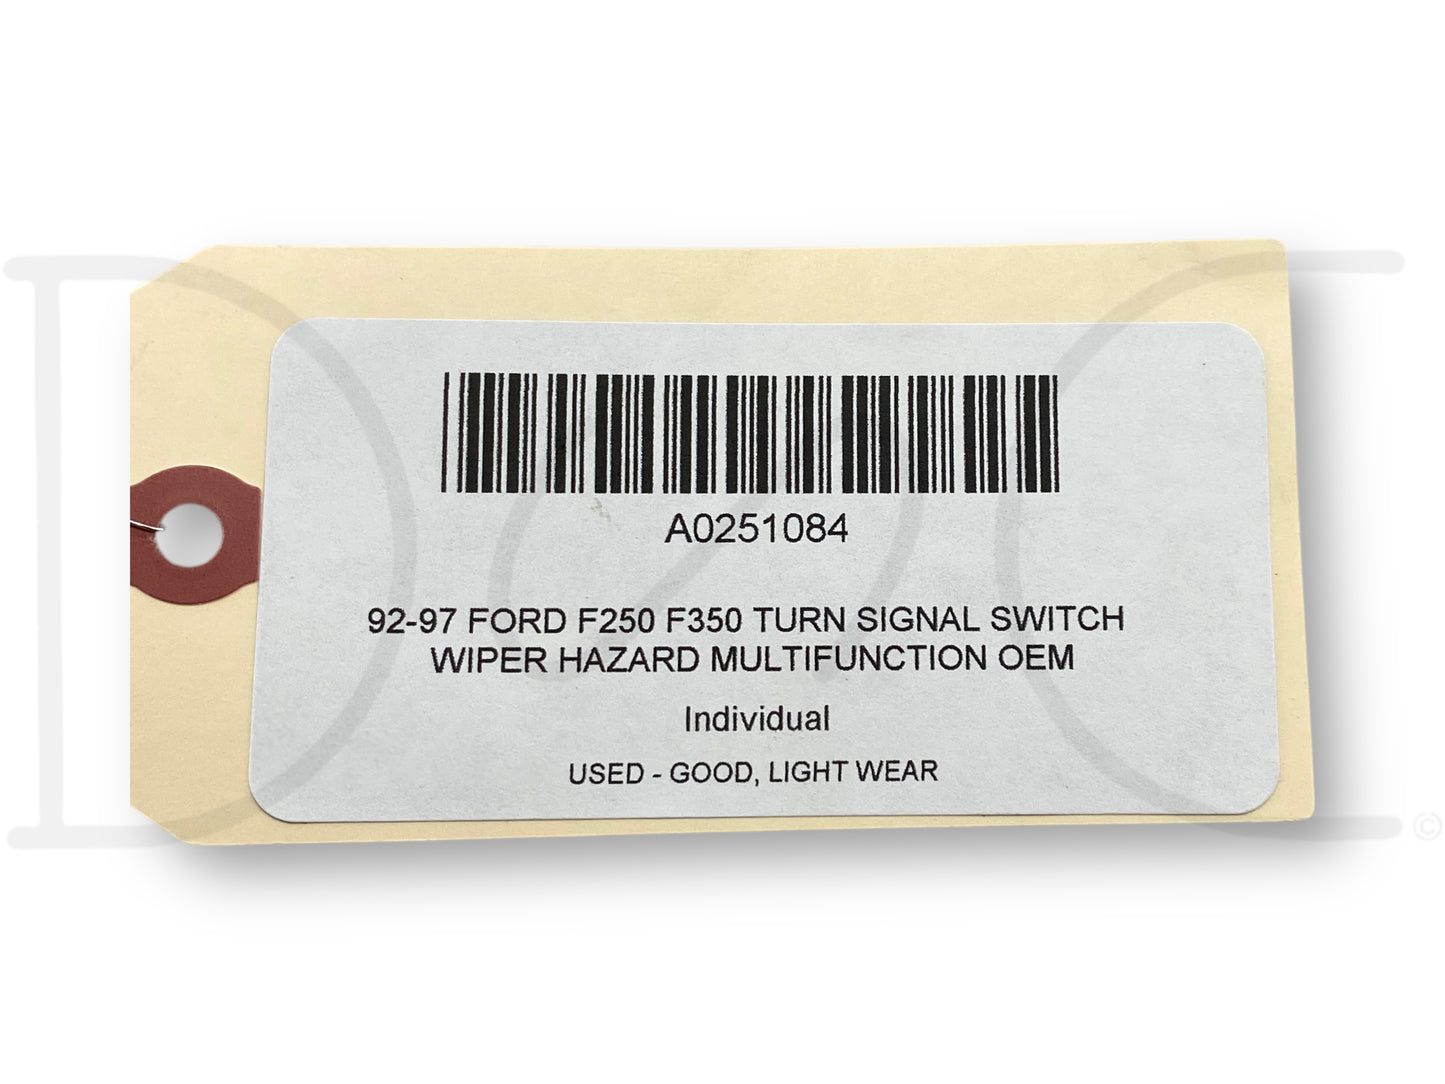 A0251084
92-97 FORD F250 F350 TURN SIGNAL SWITCH
WIPER HAZARD MULTIFUNCTION OEM
Individual
USED - GOOD, LIGHT WEAR
©